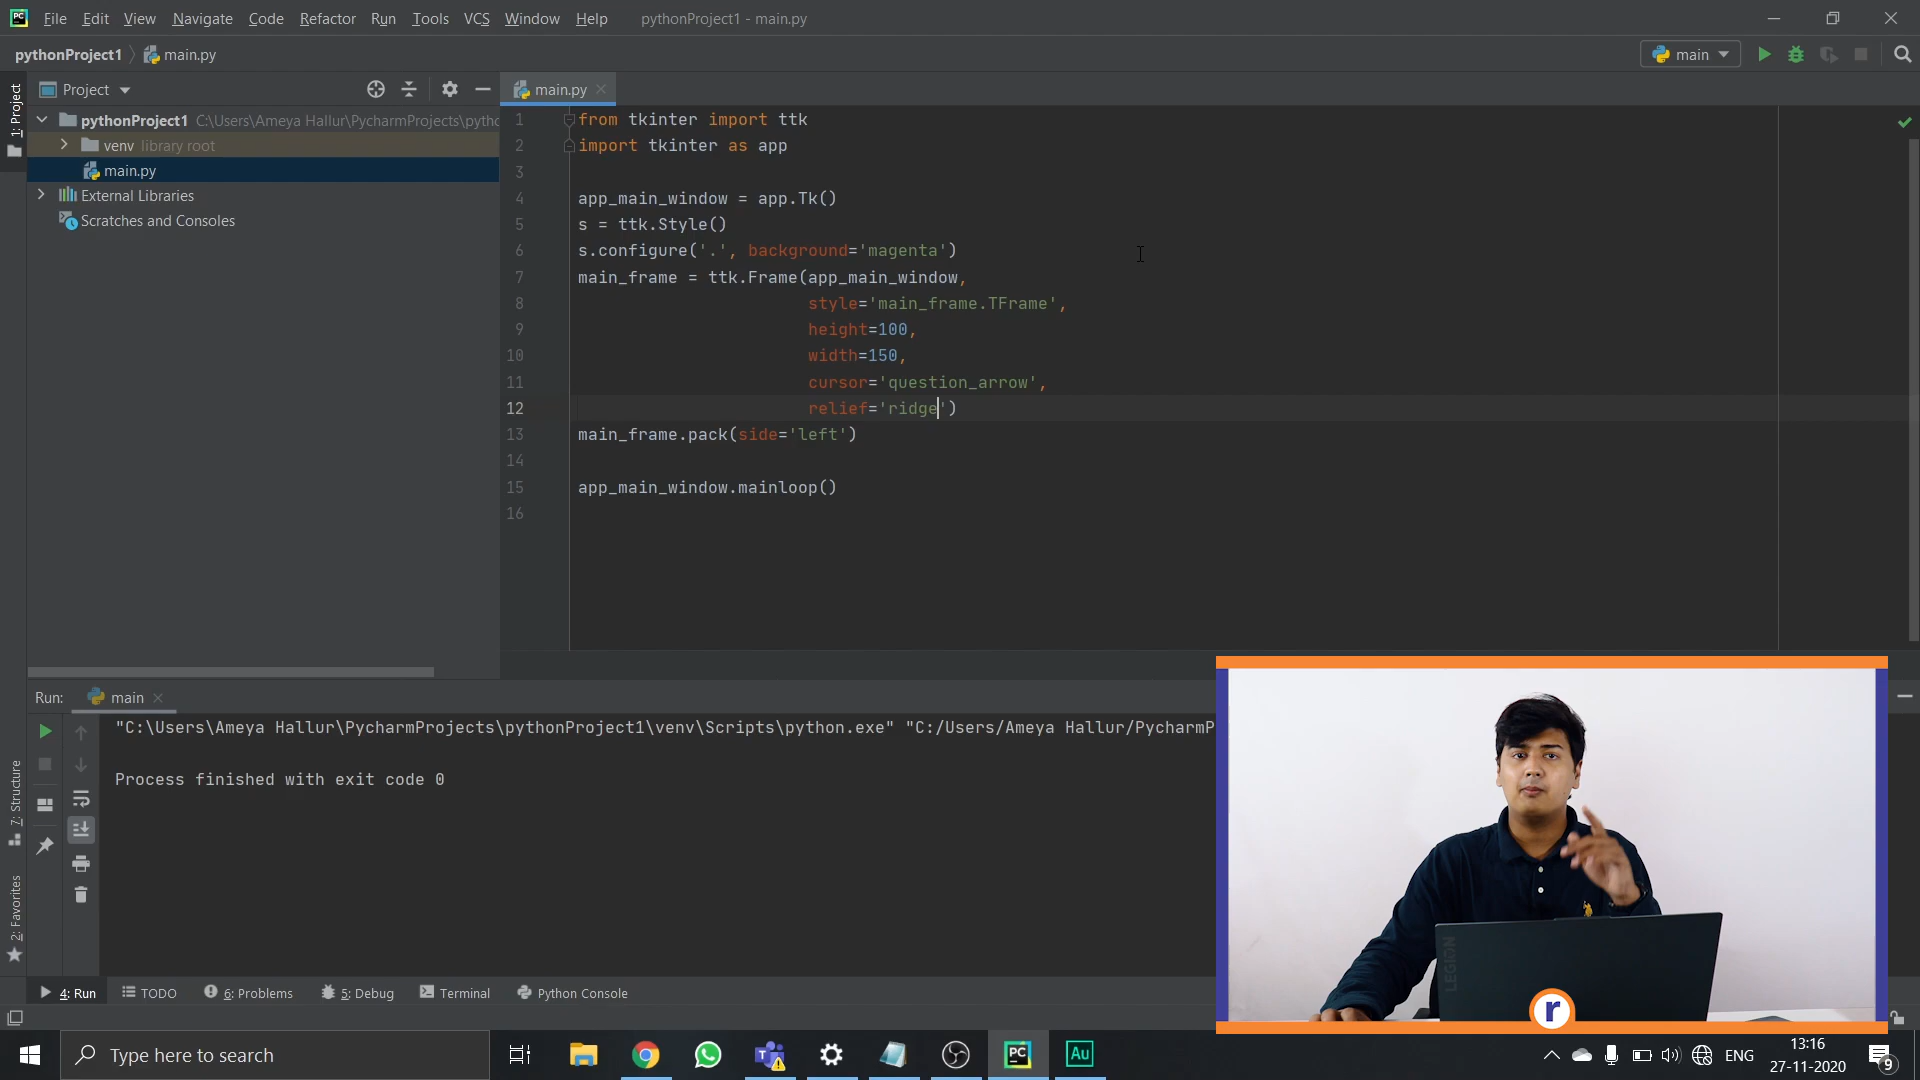 File Edit View Navigate Code Refactor Run Tools VCS Window Help pythonProject1 - main.py
pythonProject1 main.py main
1: Project
Project
main.py
pythonProject1 C:\Users\Ameya Hallur\PycharmProjects\pytho
venv library root
main.py
External Libraries
Scratches and Consoles
1 from tkinter import ttk
2 import tkinter as app
3
4 app_main_window = app.Tk()
5 s = ttk.Style()
6 s.configure('.', background='magenta')
7 main_frame = ttk.Frame(app_main_window,
8 style='main_frame.TFrame',
9 height=100,
10 width=150,
11 cursor='question_arrow',
12 relief='ridge')
13 main_frame.pack(side='left')
14
15 app_main_window.mainloop()
16
Run: main
"C:\Users\Ameya Hallur\PycharmProjects\pythonProject1\venv\Scripts\python.exe" "C:/Users/Ameya Hallur/PycharmP
Process finished with exit code 0
7: Structure
2: Favorites
LEGION
r
4: Run TODO 6: Problems 5: Debug Terminal Python Console
PC
Type here to search
PC
Au
ENG
13:16
27-11-2020
9